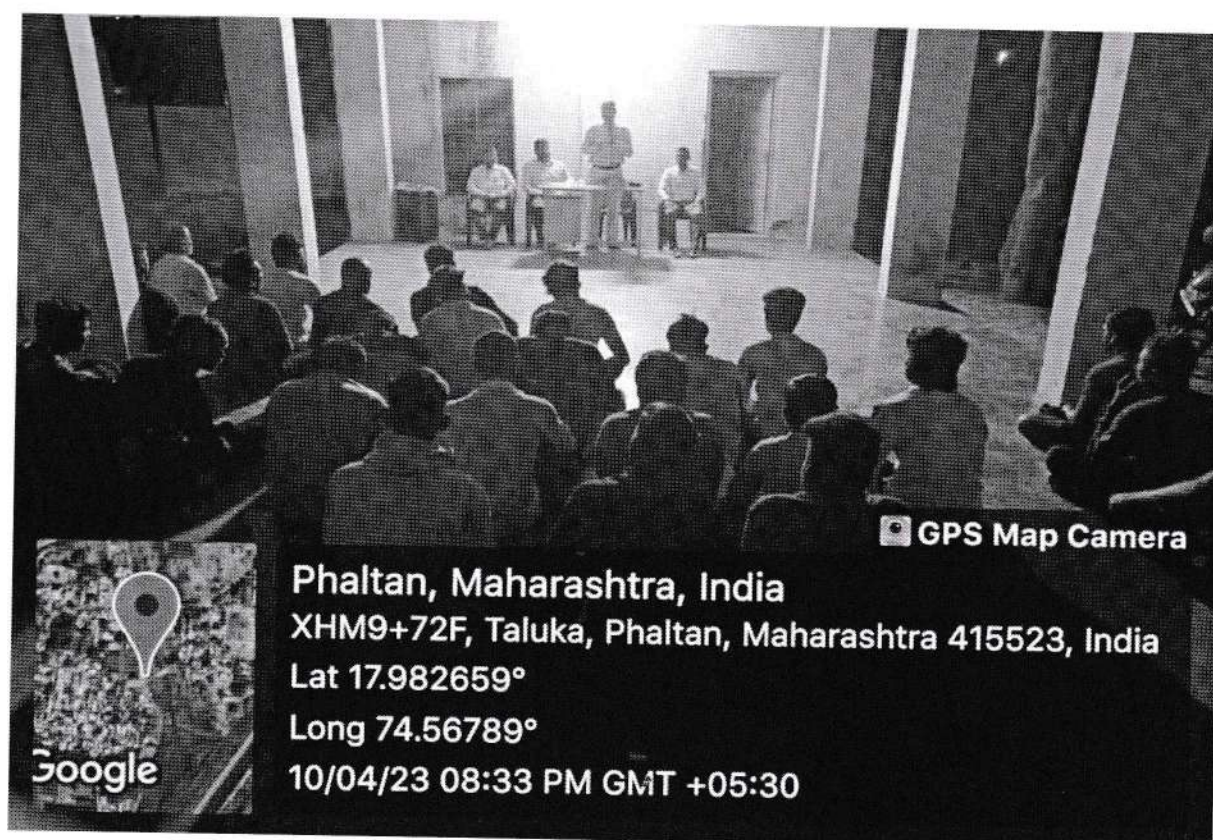 GPS Map Camera
Phaltan, Maharashtra, India
XHM9+72F, Taluka, Phaltan, Maharashtra 415523, India
Lat 17.982659°
Long 74.56789°
10/04/23 08:33 PM GMT +05:30
Google